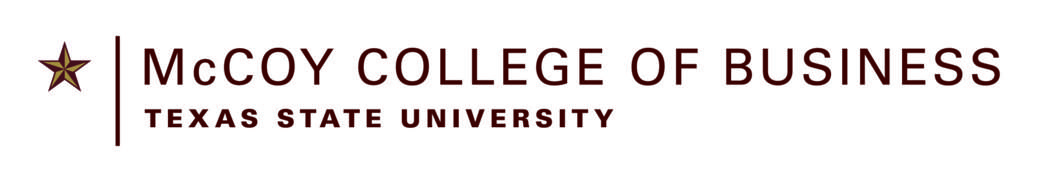 McCOY COLLEGE OF BUSINESS
TEXAS STATE UNIVERSITY